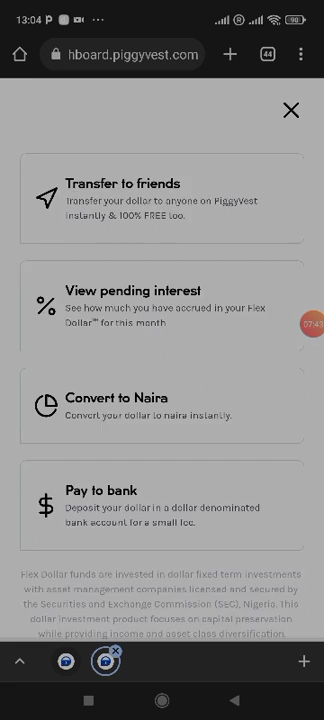 13:04 P
90
hboard.piggyvest.com
44
Transfer to friends
Transfer your dollar to anyone on PiggyVest
instantly & 100% FREE too.
%
View pending interest
See how much you have accrued in your Flex
Dollar™ for this month
07:43
Convert to Naira
Convert your dollar to naira instantly.
$
Pay to bank
Deposit your dollar in a dollar denominated
bank account for a small fee.
Flex Dollar funds are invested in dollar fixed term investments
with asset management companies licensed and secured by
the Securities and Exchange Commission (SEC), Nigeria. This
dollar investment product focuses on capital preservation
while providing income and asset class diversification.